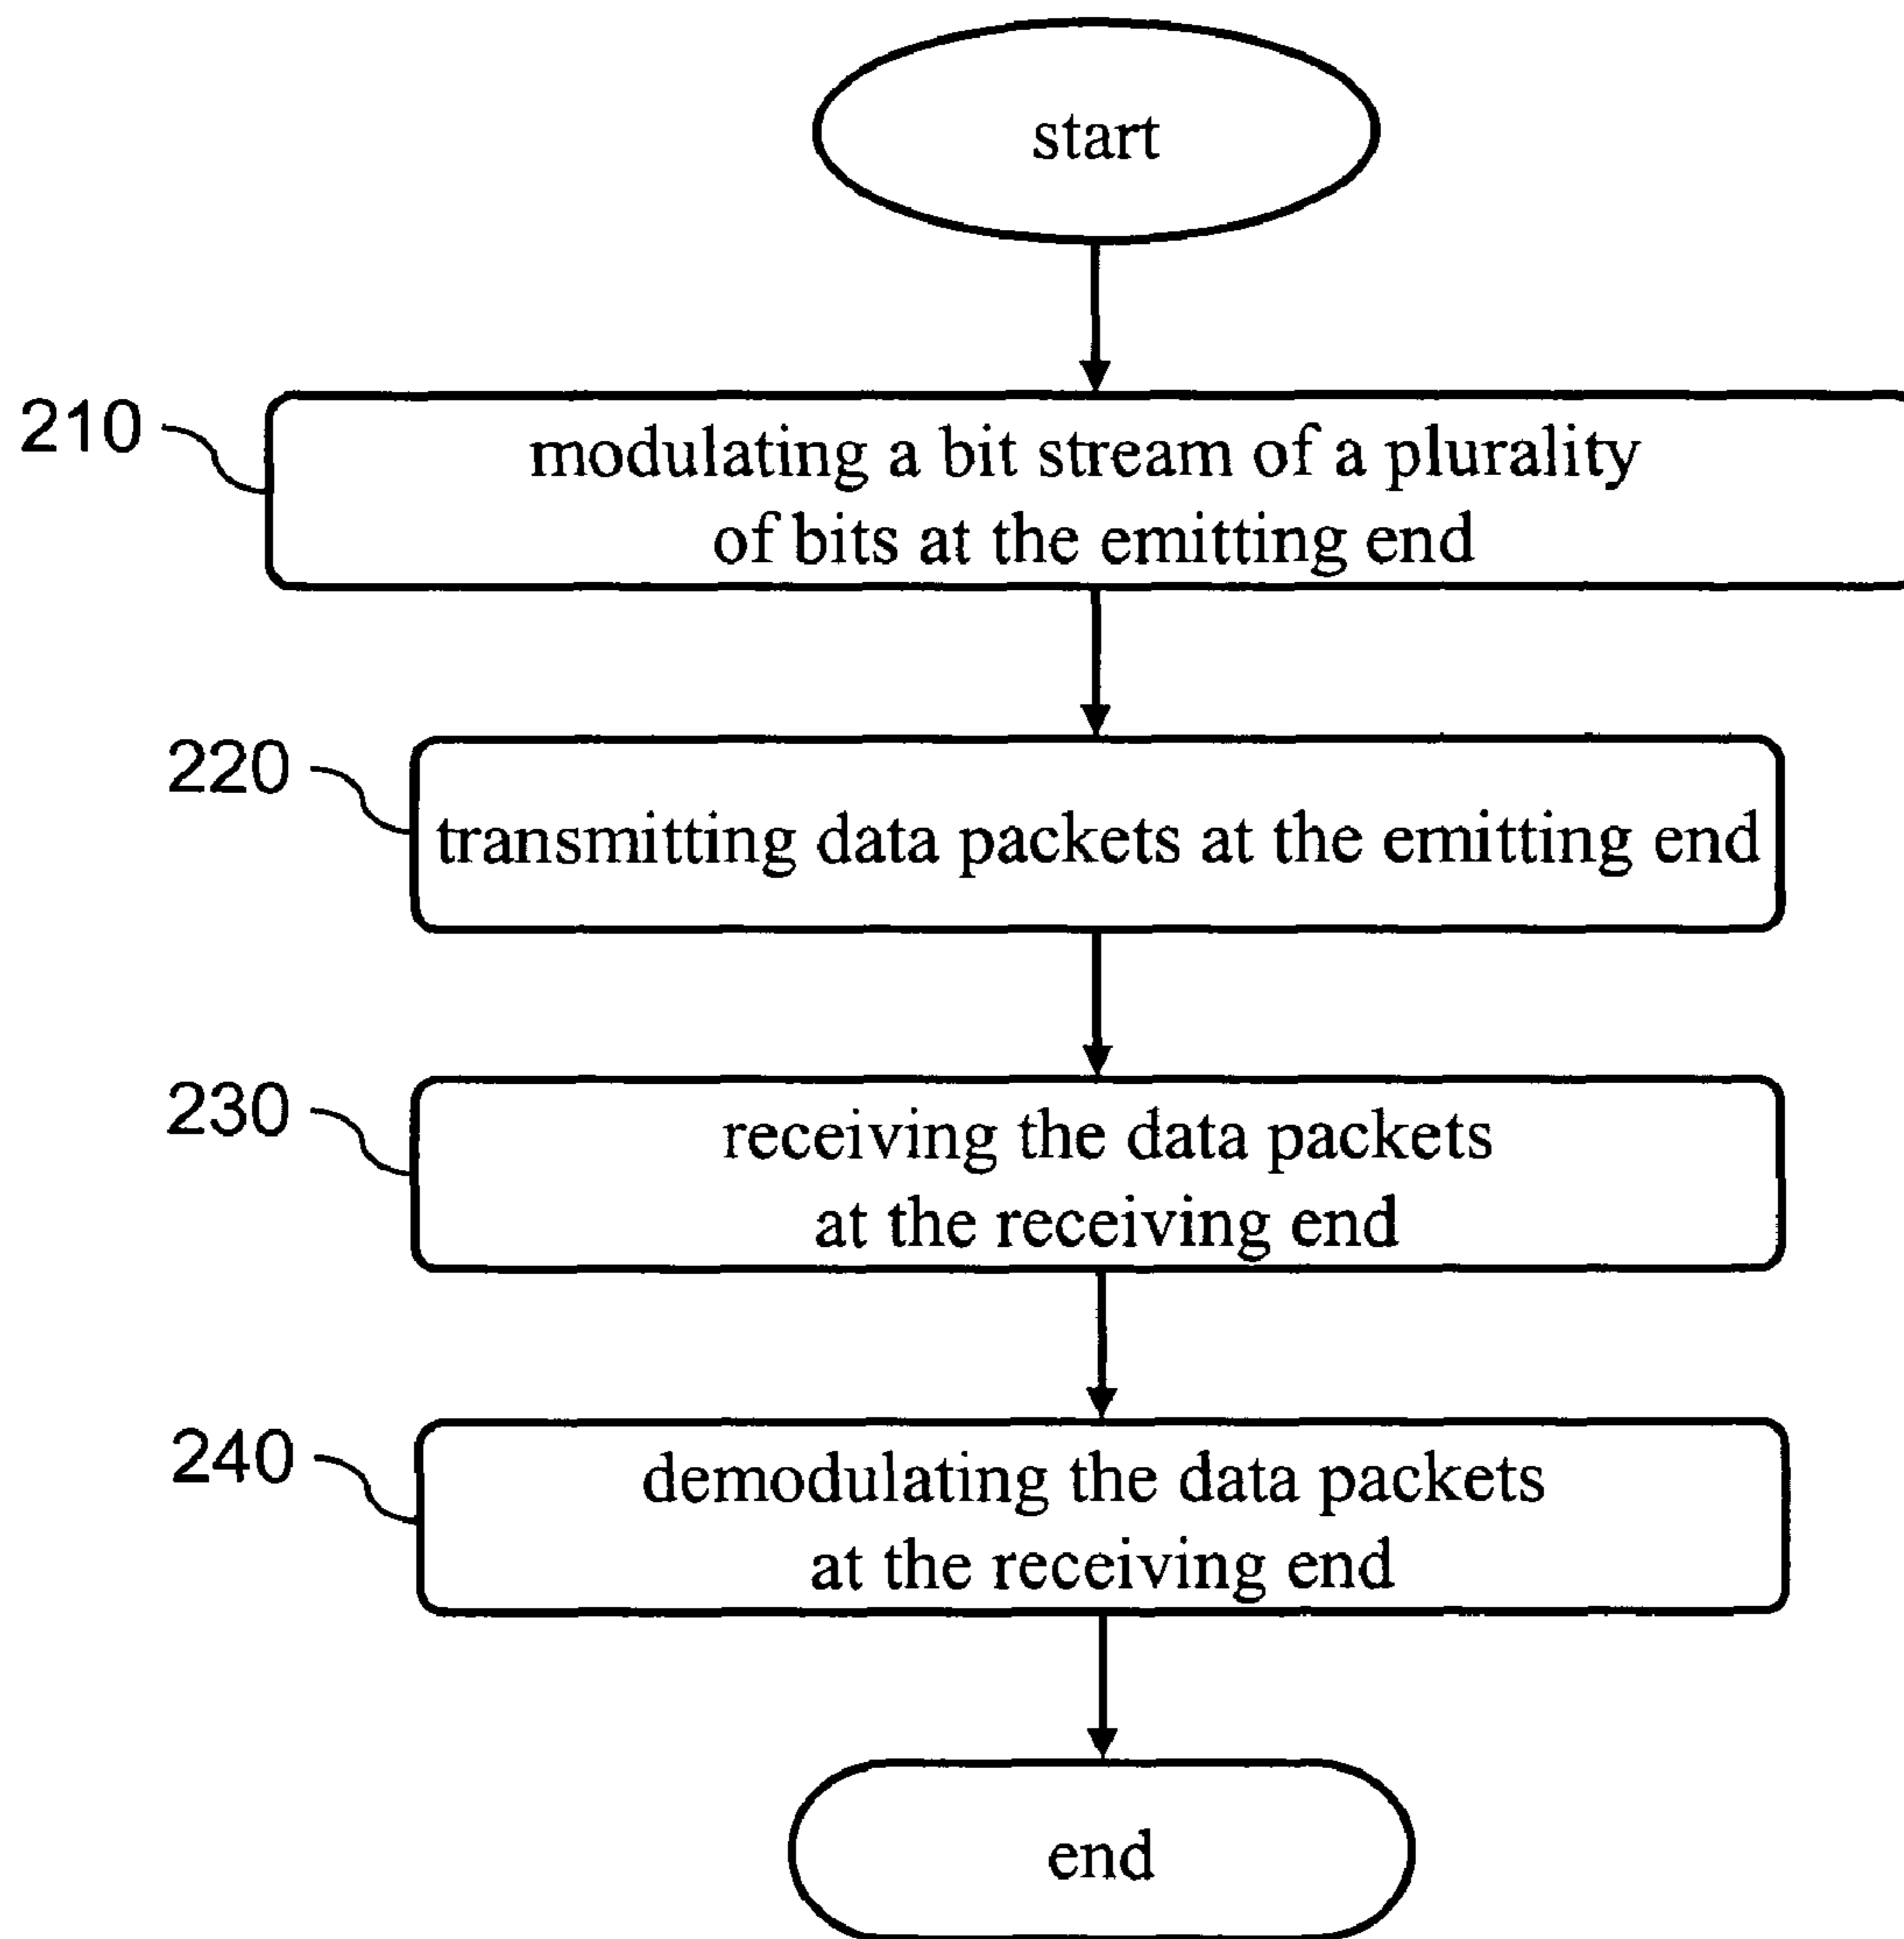 start
210
modulating a bit stream of a plurality
of bits at the emitting end
220
transmitting data packets at the emitting end
230
receiving the data packets
at the receiving end
240
demodulating the data packets
at the receiving end
end